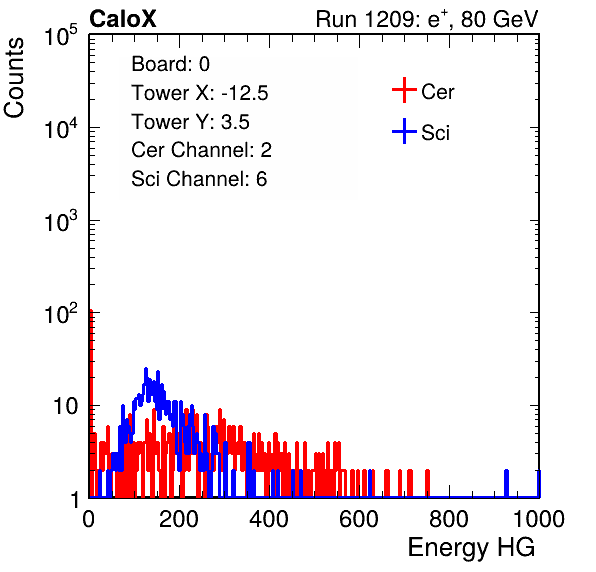 CaloX Run 1209: e⁺, 80 GeV
Counts
10⁵
10⁴
10³
10²
10
1
Board: 0
Tower X: -12.5
Tower Y: 3.5
Cer Channel: 2
Sci Channel: 6
Cer
Sci
0 200 400 600 800 1000
Energy HG